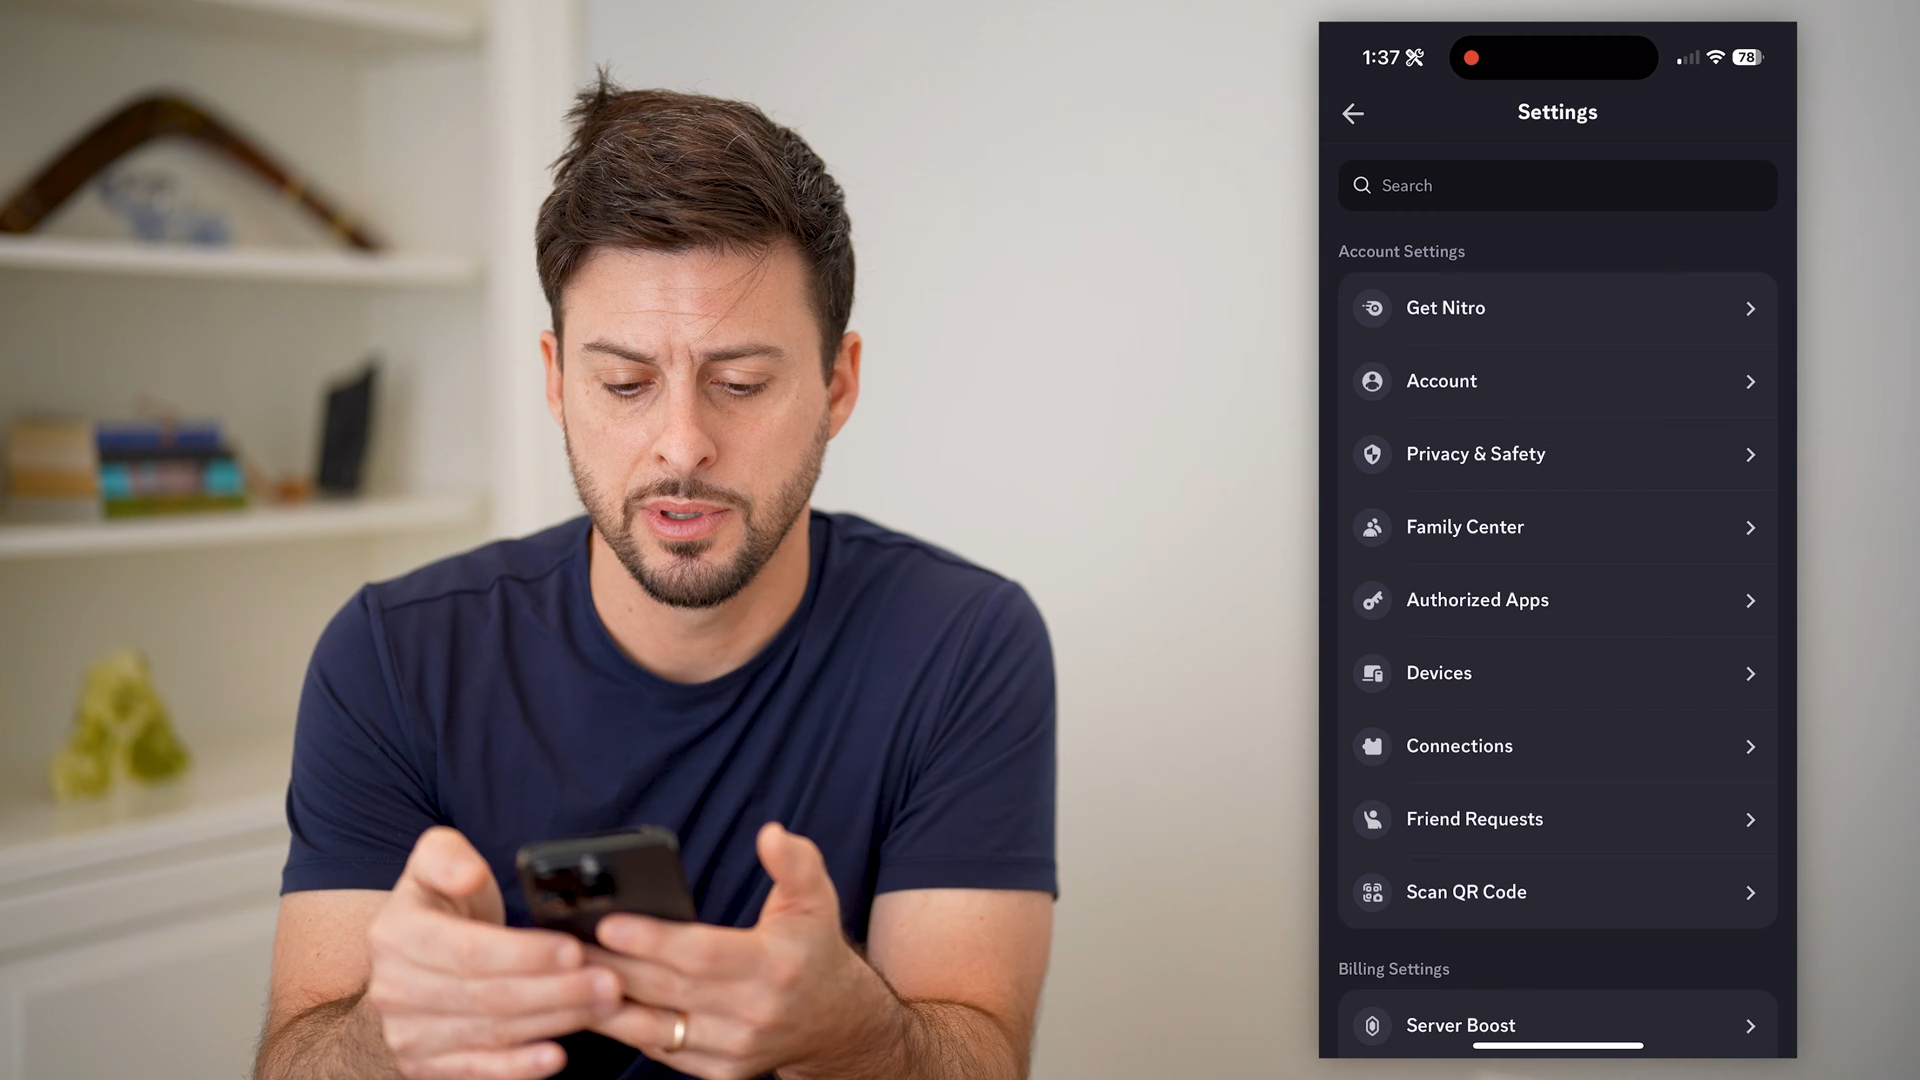 1:37
78
Settings
Search
Account Settings
Get Nitro
Account
Privacy & Safety
Family Center
Authorized Apps
Devices
Connections
Friend Requests
Scan QR Code
Billing Settings
Server Boost